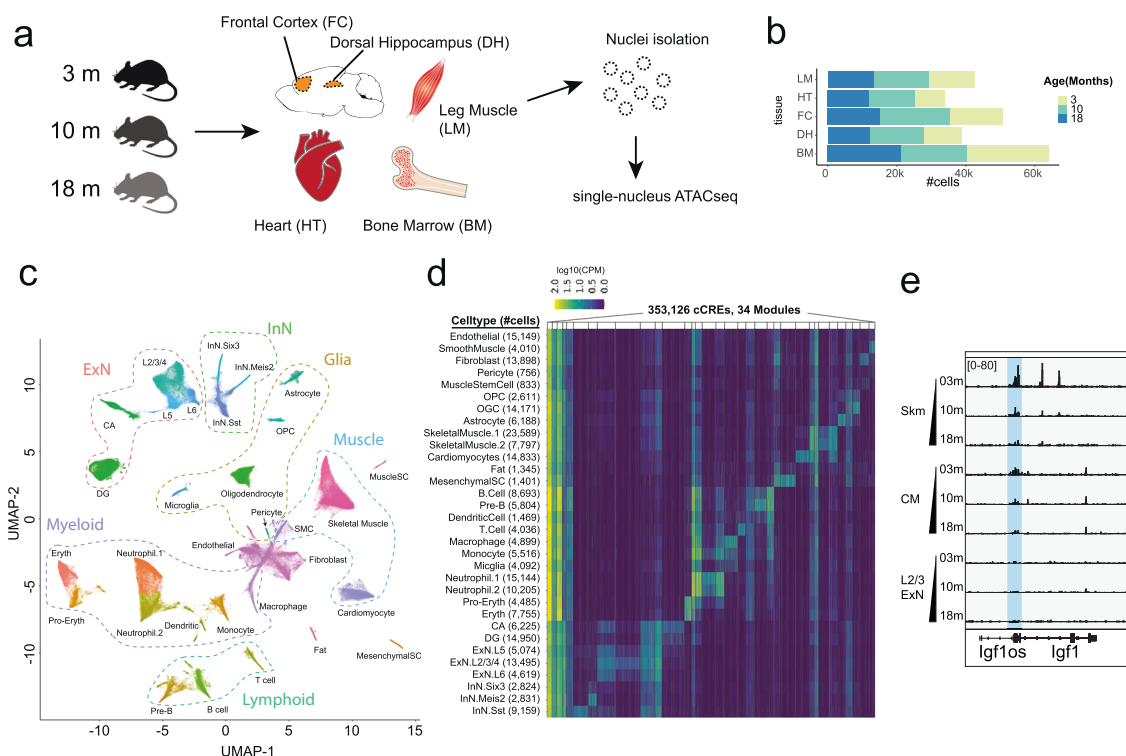 a
3 m
10 m
18 m
Frontal Cortex (FC)
Dorsal Hippocampus (DH)
Leg Muscle
(LM)
Heart (HT)
Bone Marrow (BM)
Nuclei isolation
single-nucleus ATACseq
b
tissue
LM
HT
FC
DH
BM
0
20k
40k
60k
#cells
Age(Months)
3
10
18
c
UMAP-2
10
5
0
-5
-10
-10
-5
0
5
10
15
UMAP-1
ExN
InN
Glia
Muscle
Myeloid
Lymphoid
InN.Six3
L2/3/4
InN.Meis2
Astrocyte
CA
L5
L6
InN.Sst
OPC
DG
Oligodendrocyte
Microglia
MuscleSC
Skeletal Muscle
Pericyte
SMC
Endothelial
Fibroblast
Eryth
Neutrophil.1
Pro-Eryth
Neutrophil.2
Dendritic
Monocyte
Macrophage
Cardiomyocyte
Fat
MesenchymalSC
T cell
Pre-B
B cell
d
log10(CPM)
2.0
1.5
1.0
0.5
0.0
353,126 cCREs, 34 Modules
Celltype (#cells)
Endothelial (15,149)
SmoothMuscle (4,010)
Fibroblast (13,898)
Pericyte (756)
MuscleStemCell (833)
OPC (2,611)
OGC (14,171)
Astrocyte (6,188)
SkeletalMuscle.1 (23,589)
SkeletalMuscle.2 (7,797)
Cardiomyocytes (14,833)
Fat (1,345)
MesenchymalSC (1,401)
B.Cell (8,693)
Pre-B (5,804)
DendriticCell (1,469)
T.Cell (4,036)
Macrophage (4,899)
Monocyte (5,516)
Micglia (4,092)
Neutrophil.1 (15,144)
Neutrophil.2 (10,205)
Pro-Eryth (4,485)
Eryth (7,755)
CA (6,225)
DG (14,950)
ExN.L5 (5,074)
ExN.L2/3/4 (13,495)
ExN.L6 (4,619)
InN.Six3 (2,824)
InN.Meis2 (2,831)
InN.Sst (9,159)
e
[0-80]
Skm
03m
10m
18m
CM
03m
10m
18m
L2/3
ExN
03m
10m
18m
Igf1os
Igf1